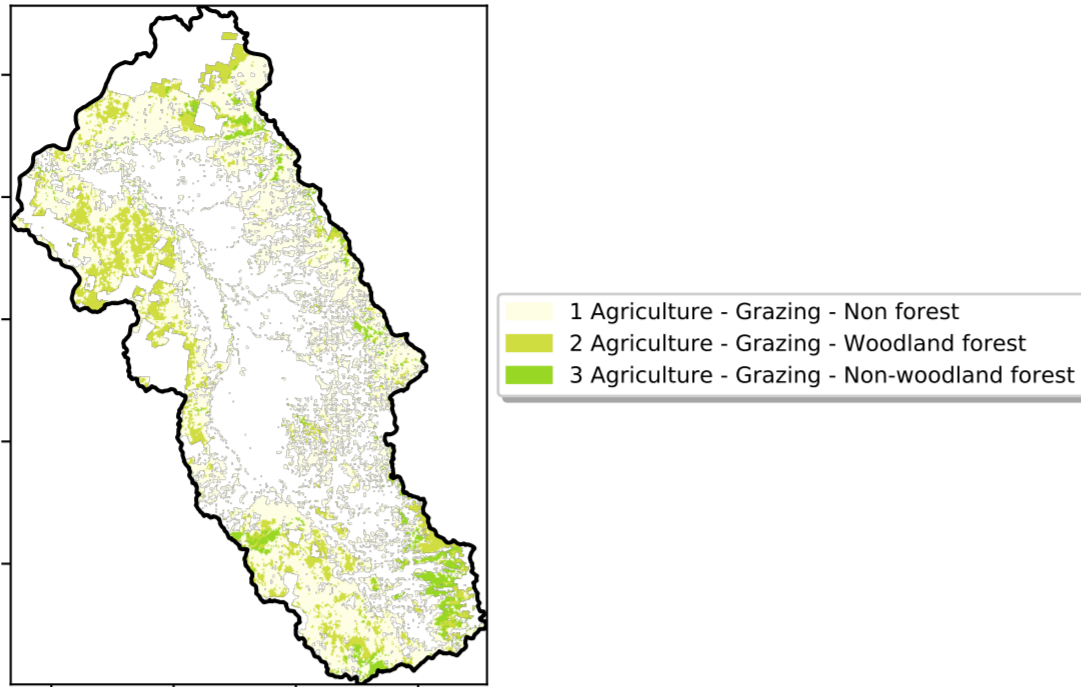 1 Agriculture - Grazing - Non forest
2 Agriculture - Grazing - Woodland forest
3 Agriculture - Grazing - Non-woodland forest